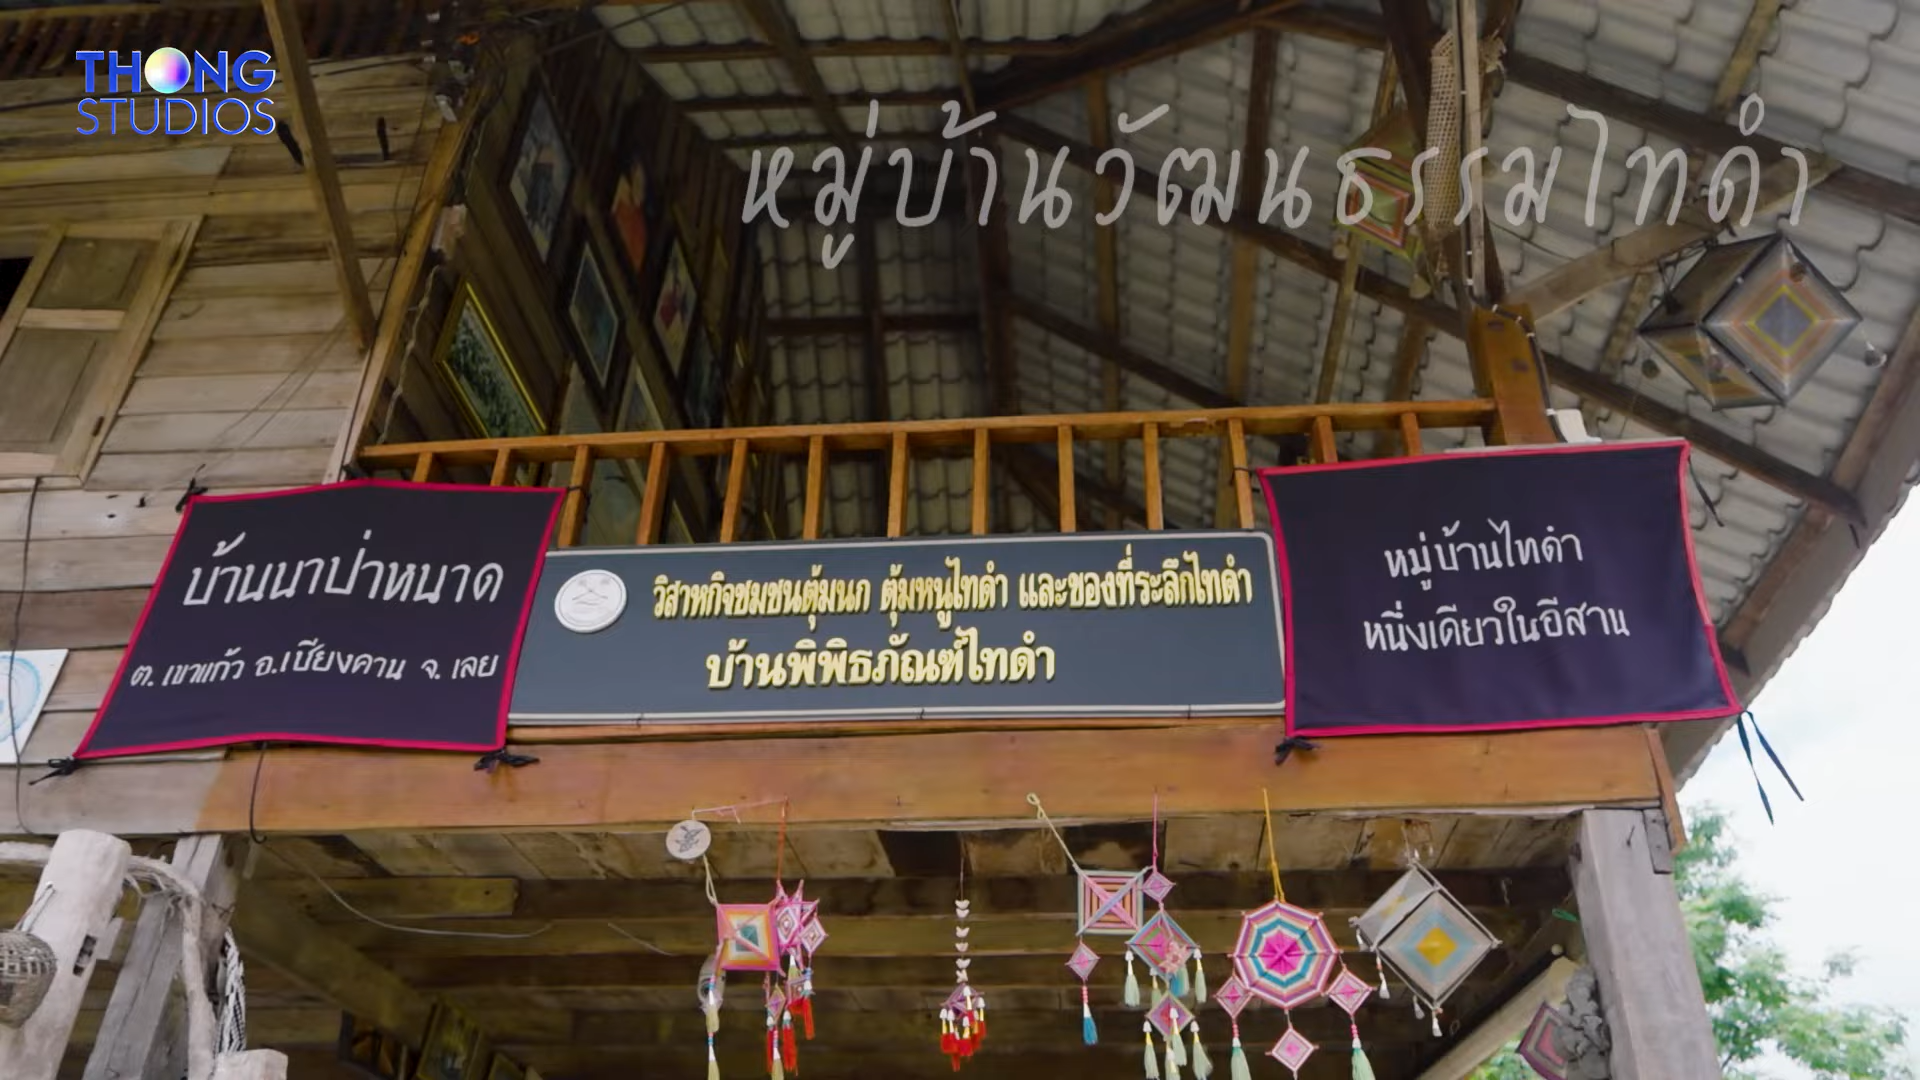 THONG
STUDIOS
หมู่บ้านวัฒนธรรมไทดำ
บ้านนาป่าหนาด
ต. เขาแก้ว อ.เชียงคาน จ. เลย
วิสาหกิจชุมชนตุ้มนก ตุ้มหนูไทดำ และของที่ระลึกไทดำ
บ้านพิพิธภัณฑ์ไทดำ
หมู่บ้านไทดำ
หนึ่งเดียวในอีสาน